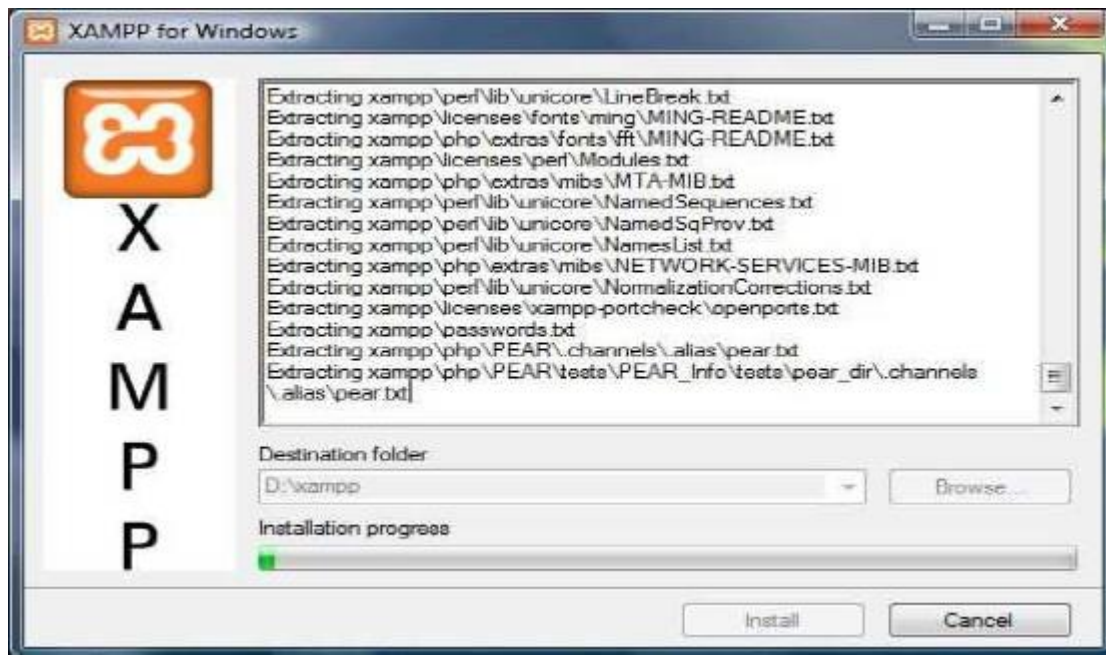 XAMPP for Windows
X
A
M
P
P
Extracting xampp\perl\lib\unicore\LineBreak.txt
Extracting xampp\licenses\fonts\ming\MING-README.txt
Extracting xampp\php\extras\fonts\fft\MING-README.txt
Extracting xampp\licenses\perl\Modules.txt
Extracting xampp\php\extras\mibs\MTA-MIB.txt
Extracting xampp\perl\lib\unicore\NamedSequences.txt
Extracting xampp\perl\lib\unicore\NamedSqProv.txt
Extracting xampp\perl\lib\unicore\NamesList.txt
Extracting xampp\php\extras\mibs\NETWORK-SERVICES-MIB.txt
Extracting xampp\perl\lib\unicore\NormalizationCorrections.txt
Extracting xampp\licenses\xampp-portcheck\openports.txt
Extracting xampp\passwords.txt
Extracting xampp\php\PEAR\.channels\.alias\pear.txt
Extracting xampp\php\PEAR\tests\PEAR_Info\tests\pear_dir\.channels
\.alias\pear.txt
Destination folder
D:\xampp
Browse...
Installation progress
Install
Cancel